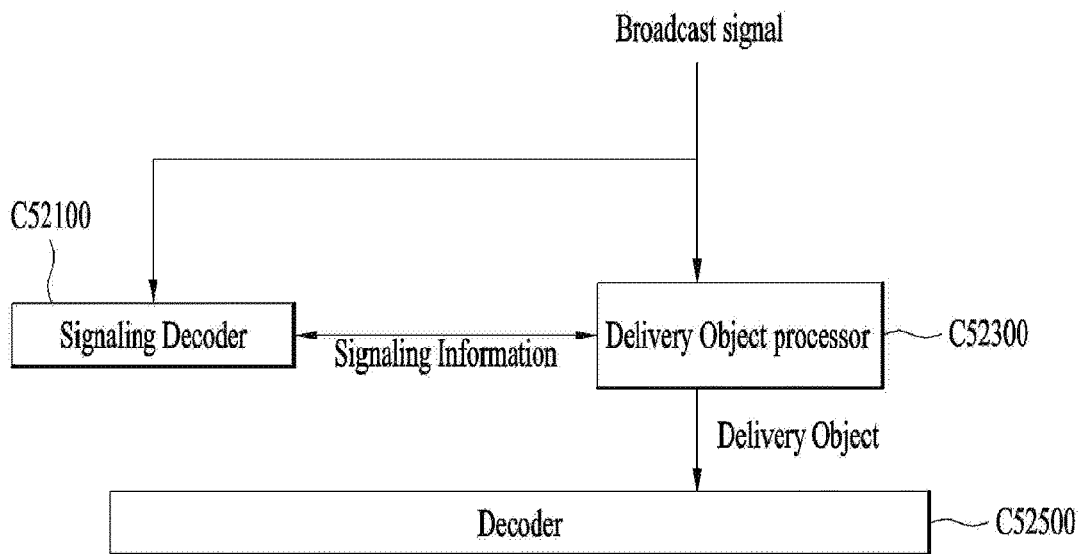 Broadcast signal
C52100
Signaling Decoder
Signaling Information
Delivery Object processor
C52300
Delivery Object
Decoder
C52500